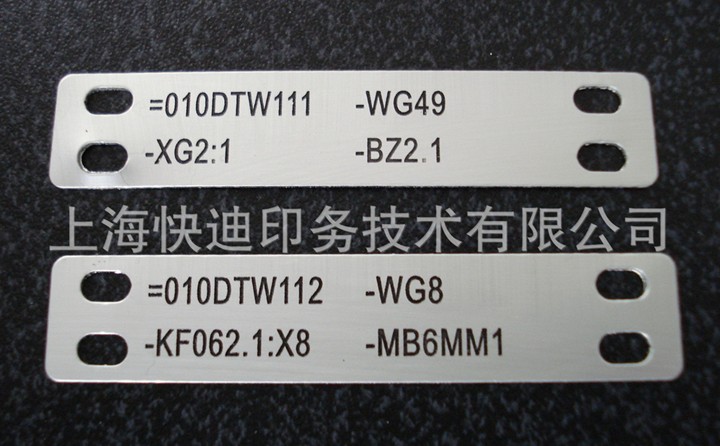 =010DTW111 -WG49
-XG2:1 -BZ2.1
上海快迪印务技术有限公司
=010DTW112 -WG8
-KF062.1:X8 -MB6MM1